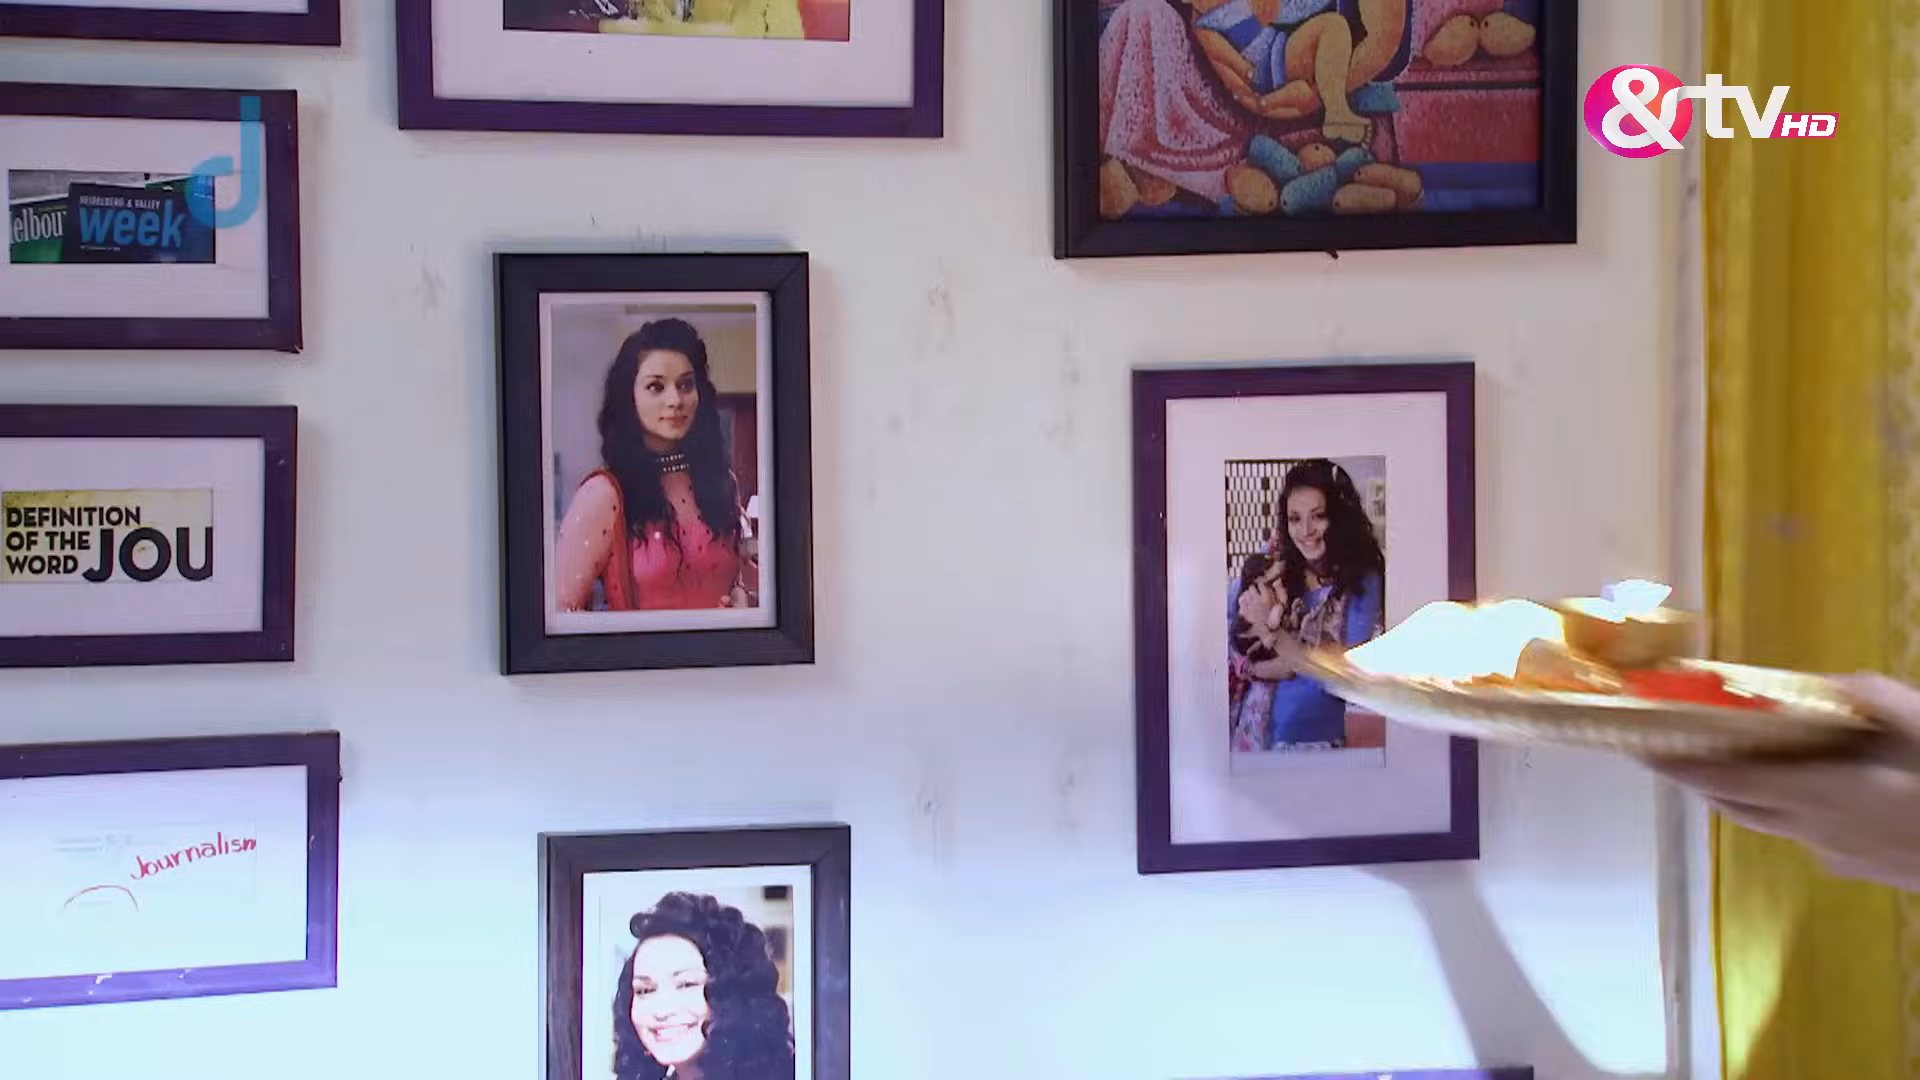 &tv HD
elbou
HEIDELBERG & VALLEY
week
DEFINITION
OF THE
WORD JOU
Journalism